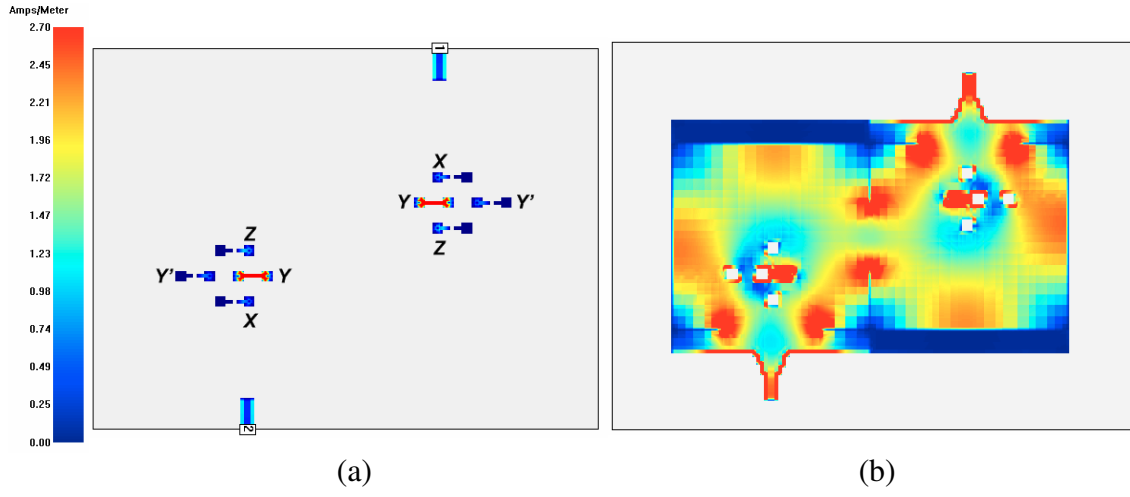 Amps/Meter
2.70
2.46
2.21
1.96
1.72
1.47
1.23
0.98
0.74
0.49
0.25
0.00
1
X
Y
Y'
Z
Z
Y'
Y
X
2
(a)
(b)